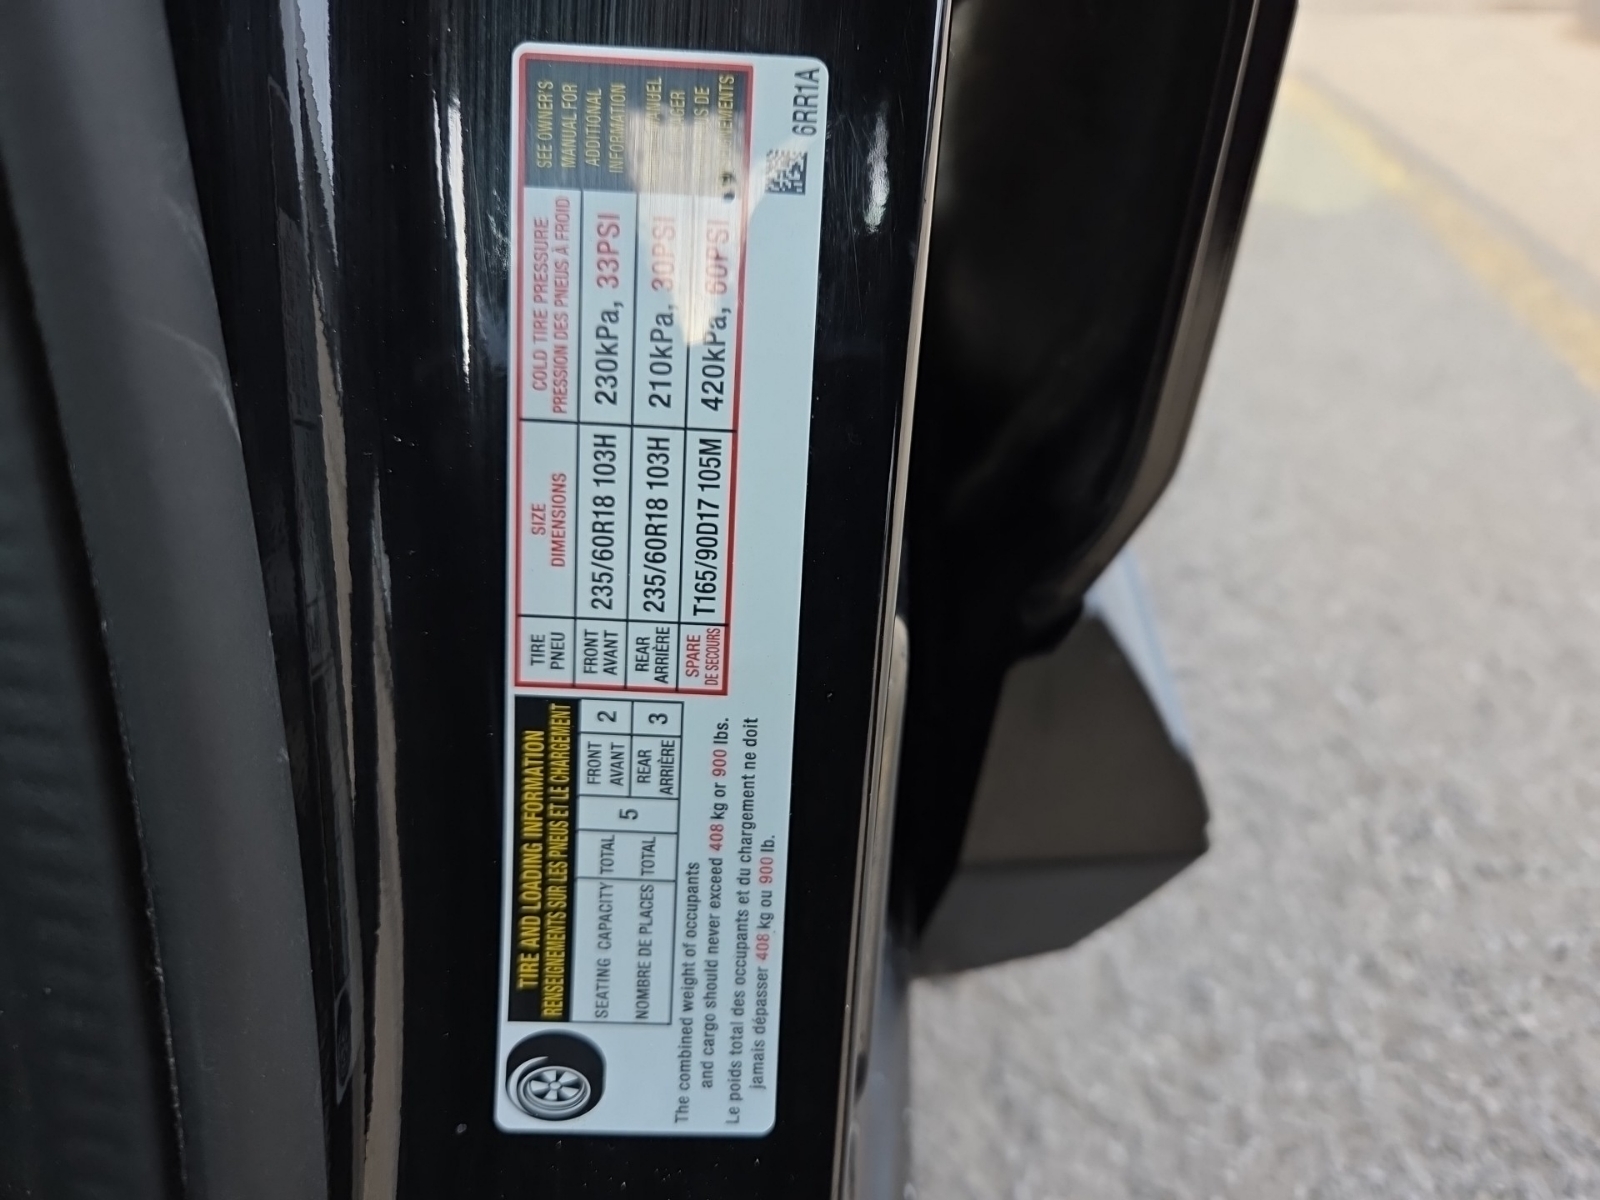 TIRE AND LOADING INFORMATION
RENSEIGNEMENTS SUR LES PNEUS ET LE CHARGEMENT
SEATING CAPACITY TOTAL 5 FRONT AVANT 2
NOMBRE DE PLACES TOTAL REAR ARRIÈRE 3
The combined weight of occupants
and cargo should never exceed 408 kg or 900 lbs.
Le poids total des occupants et du chargement ne doit
jamais dépasser 408 kg ou 900 lb.
TIRE SIZE COLD TIRE PRESSURE
PNEU DIMENSIONS PRESSION DES PNEUS À FROID
FRONT AVANT 235/60R18 103H 230kPa, 33PSI
REAR ARRIÈRE 235/60R18 103H 210kPa, 30PSI
SPARE DE SECOURS T165/90D17 105M 420kPa, 60PSI
SEE OWNER'S
MANUAL FOR
ADDITIONAL
INFORMATION
DE
6RR1A